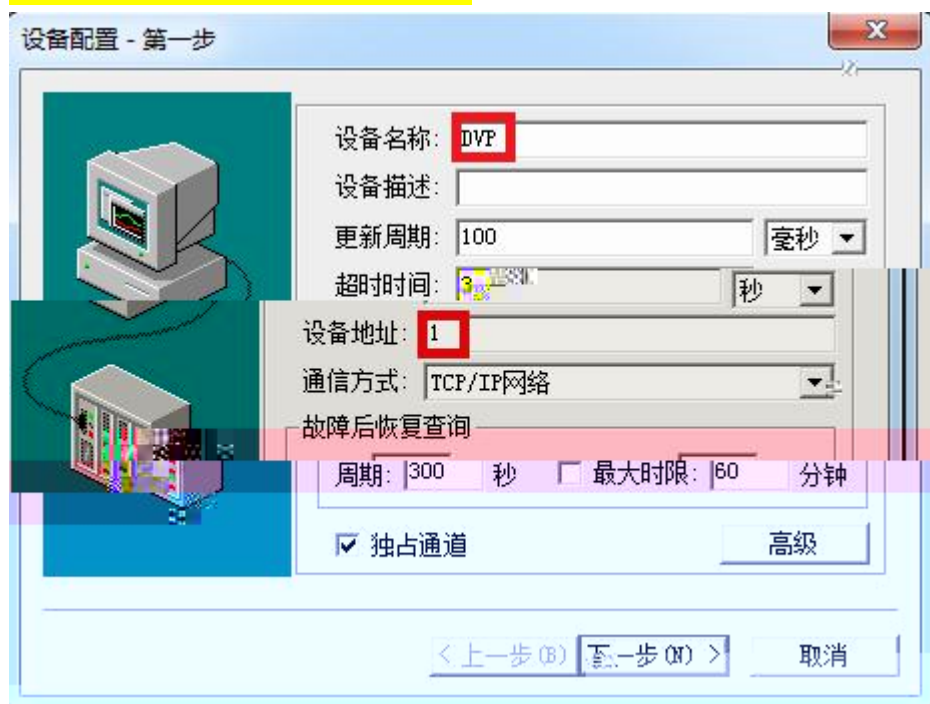 设备配置 - 第一步
设备名称: DVP
设备描述:
更新周期: 100 毫秒
超时时间: 3 秒
设备地址: 1
通信方式: TCP/IP网络
故障后恢复查询
周期: 300 秒 最大时限: 60 分钟
独占通道 高级
< 上一步(B) 下一步(N) > 取消